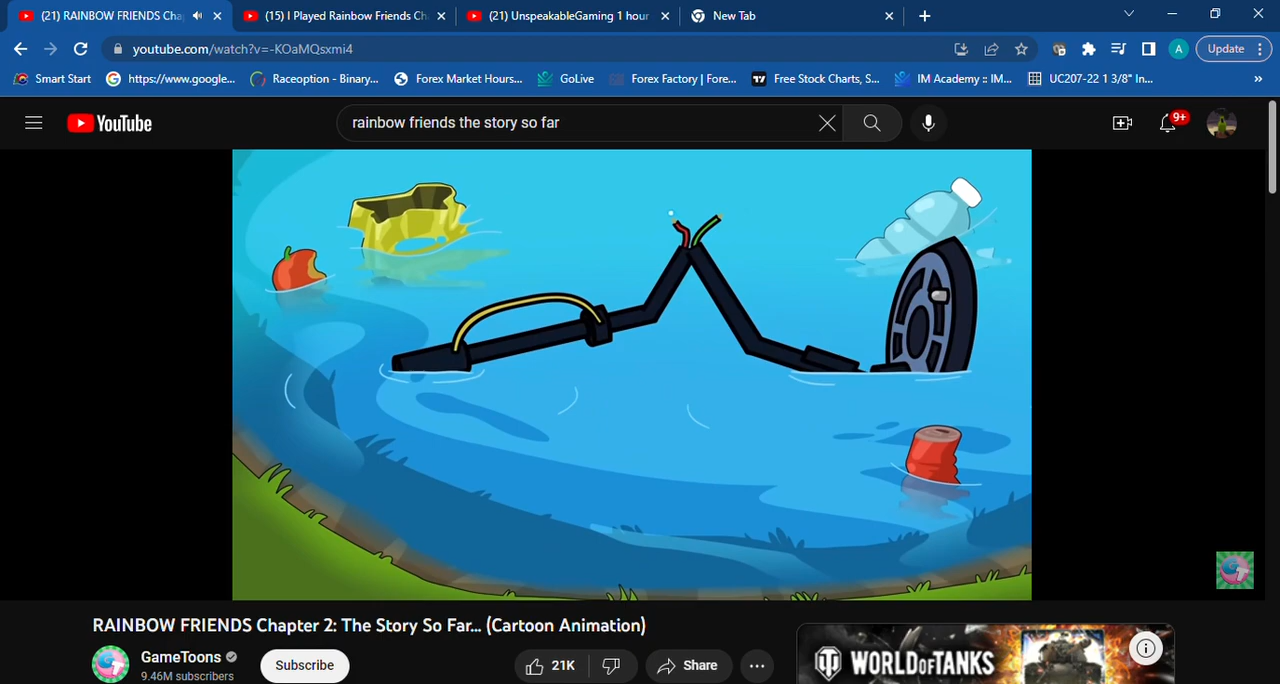 (21) RAINBOW FRIENDS Cha
(15) I Played Rainbow Friends Ch
(21) UnspeakableGaming 1 hour
New Tab
youtube.com/watch?v=-KOaMQsxmi4
A
Update
Smart Start
https://www.google...
Raceoption - Binary...
Forex Market Hours...
GoLive
Forex Factory | Fore...
Free Stock Charts, S...
IM Academy :: IM...
UC207-22 1 3/8" In...
»
YouTube
rainbow friends the story so far
9+
RAINBOW FRIENDS Chapter 2: The Story So Far... (Cartoon Animation)
GameToons
9.46M subscribers
Subscribe
21K
Share
WORLD OF TANKS